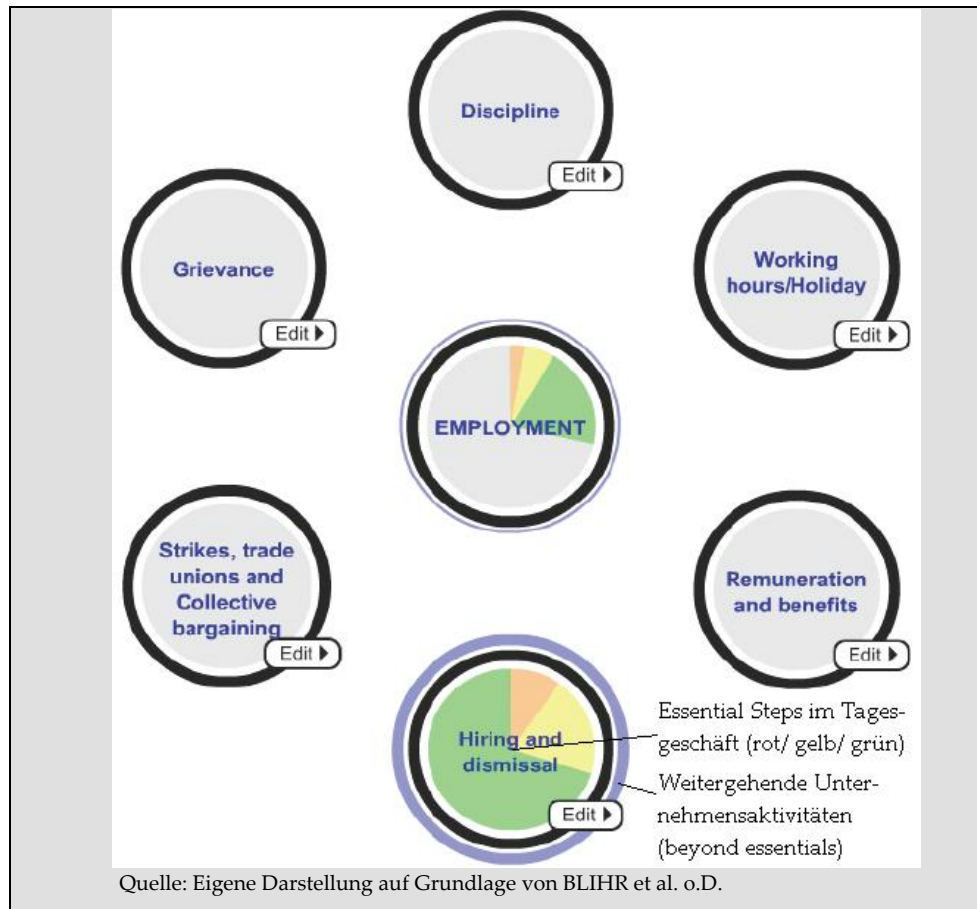 Discipline
Edit
Grievance
Edit
Working
hours/Holiday
Edit
EMPLOYMENT
Strikes, trade
unions and
Collective
bargaining
Edit
Remuneration
and benefits
Edit
Hiring and
dismissal
Edit
Essential Steps im Tages-
geschäft (rot/ gelb/ grün)
Weitergehende Unter-
nehmensaktivitäten
(beyond essentials)
Quelle: Eigene Darstellung auf Grundlage von BLIHR et al. o.D.